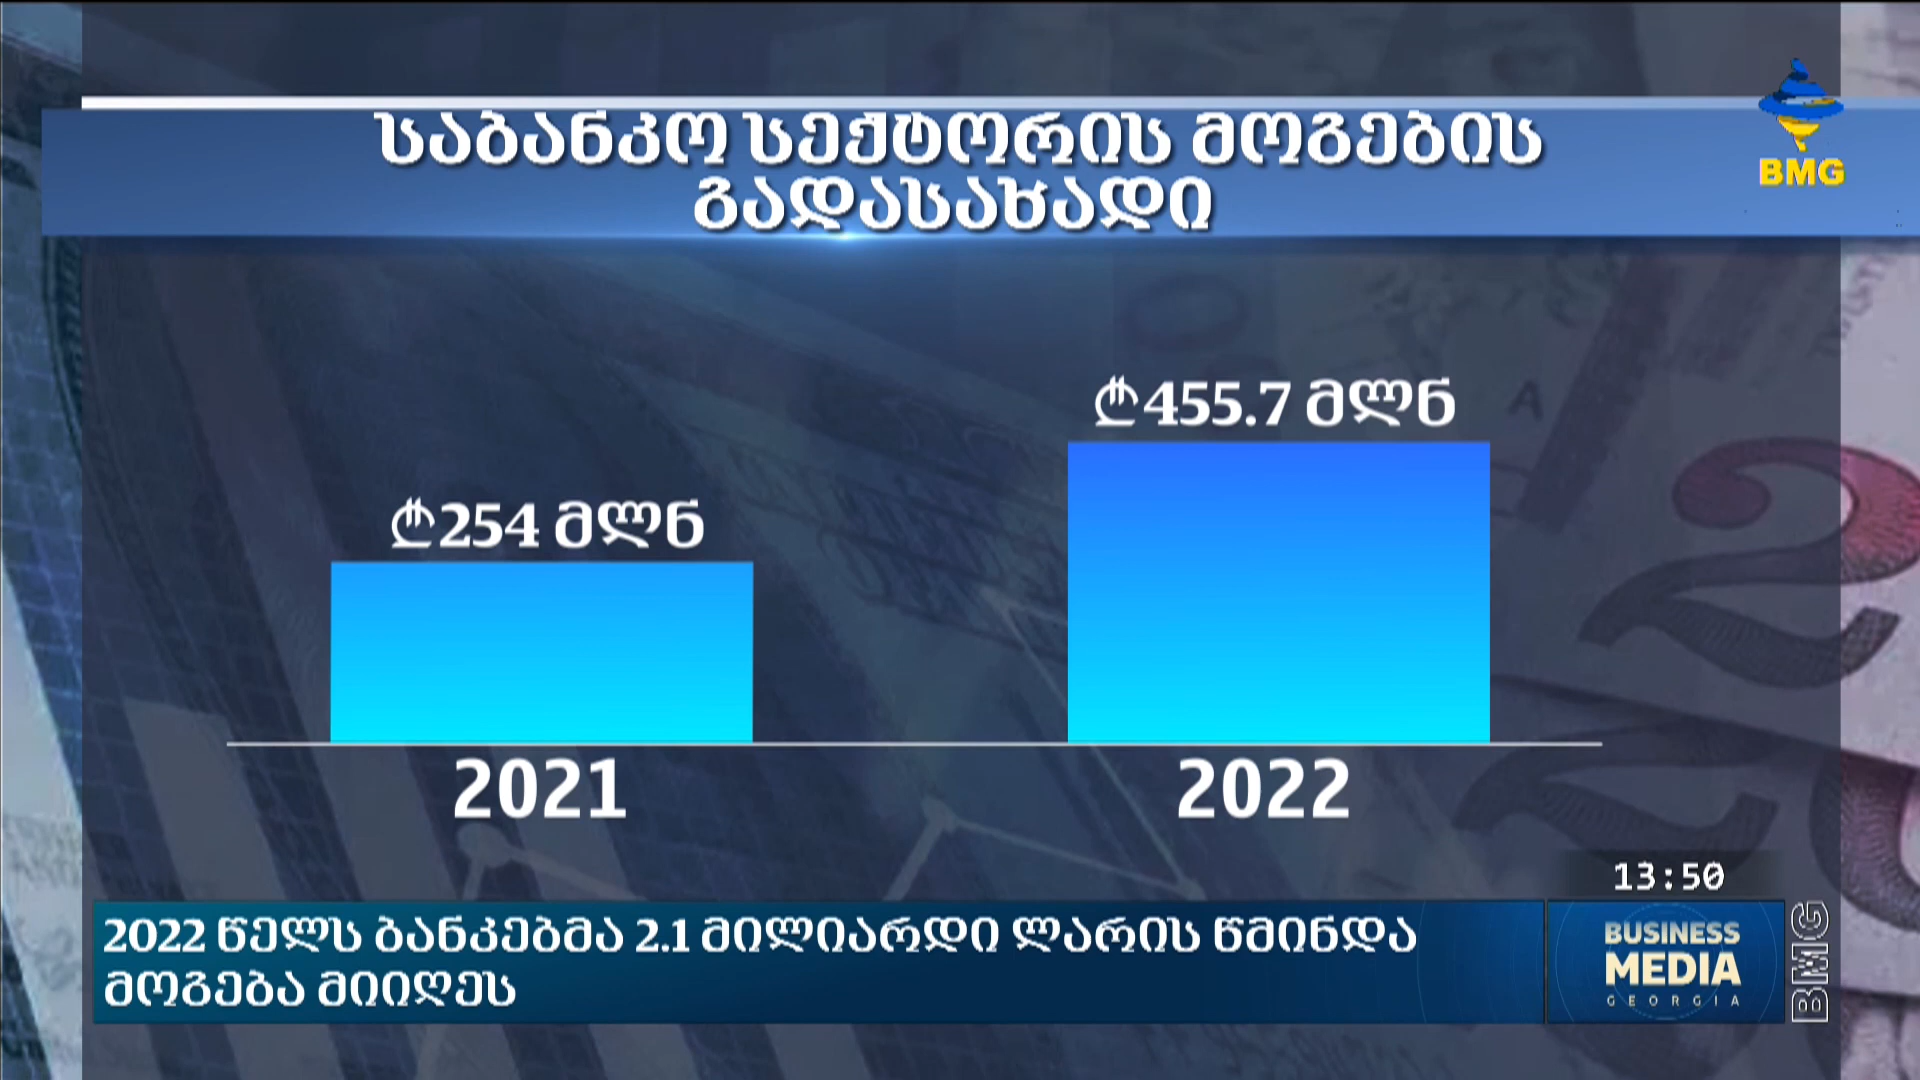 საბანკო სექტორის მოგების
გადასახადი
BMG
₾254 მლნ
₾455.7 მლნ
2021
2022
13:50
2022 წელს ბანკებმა 2.1 მილიარდი ლარის წმინდა
მოგება მიიღეს
BUSINESS
MEDIA
GEORGIA
BMG